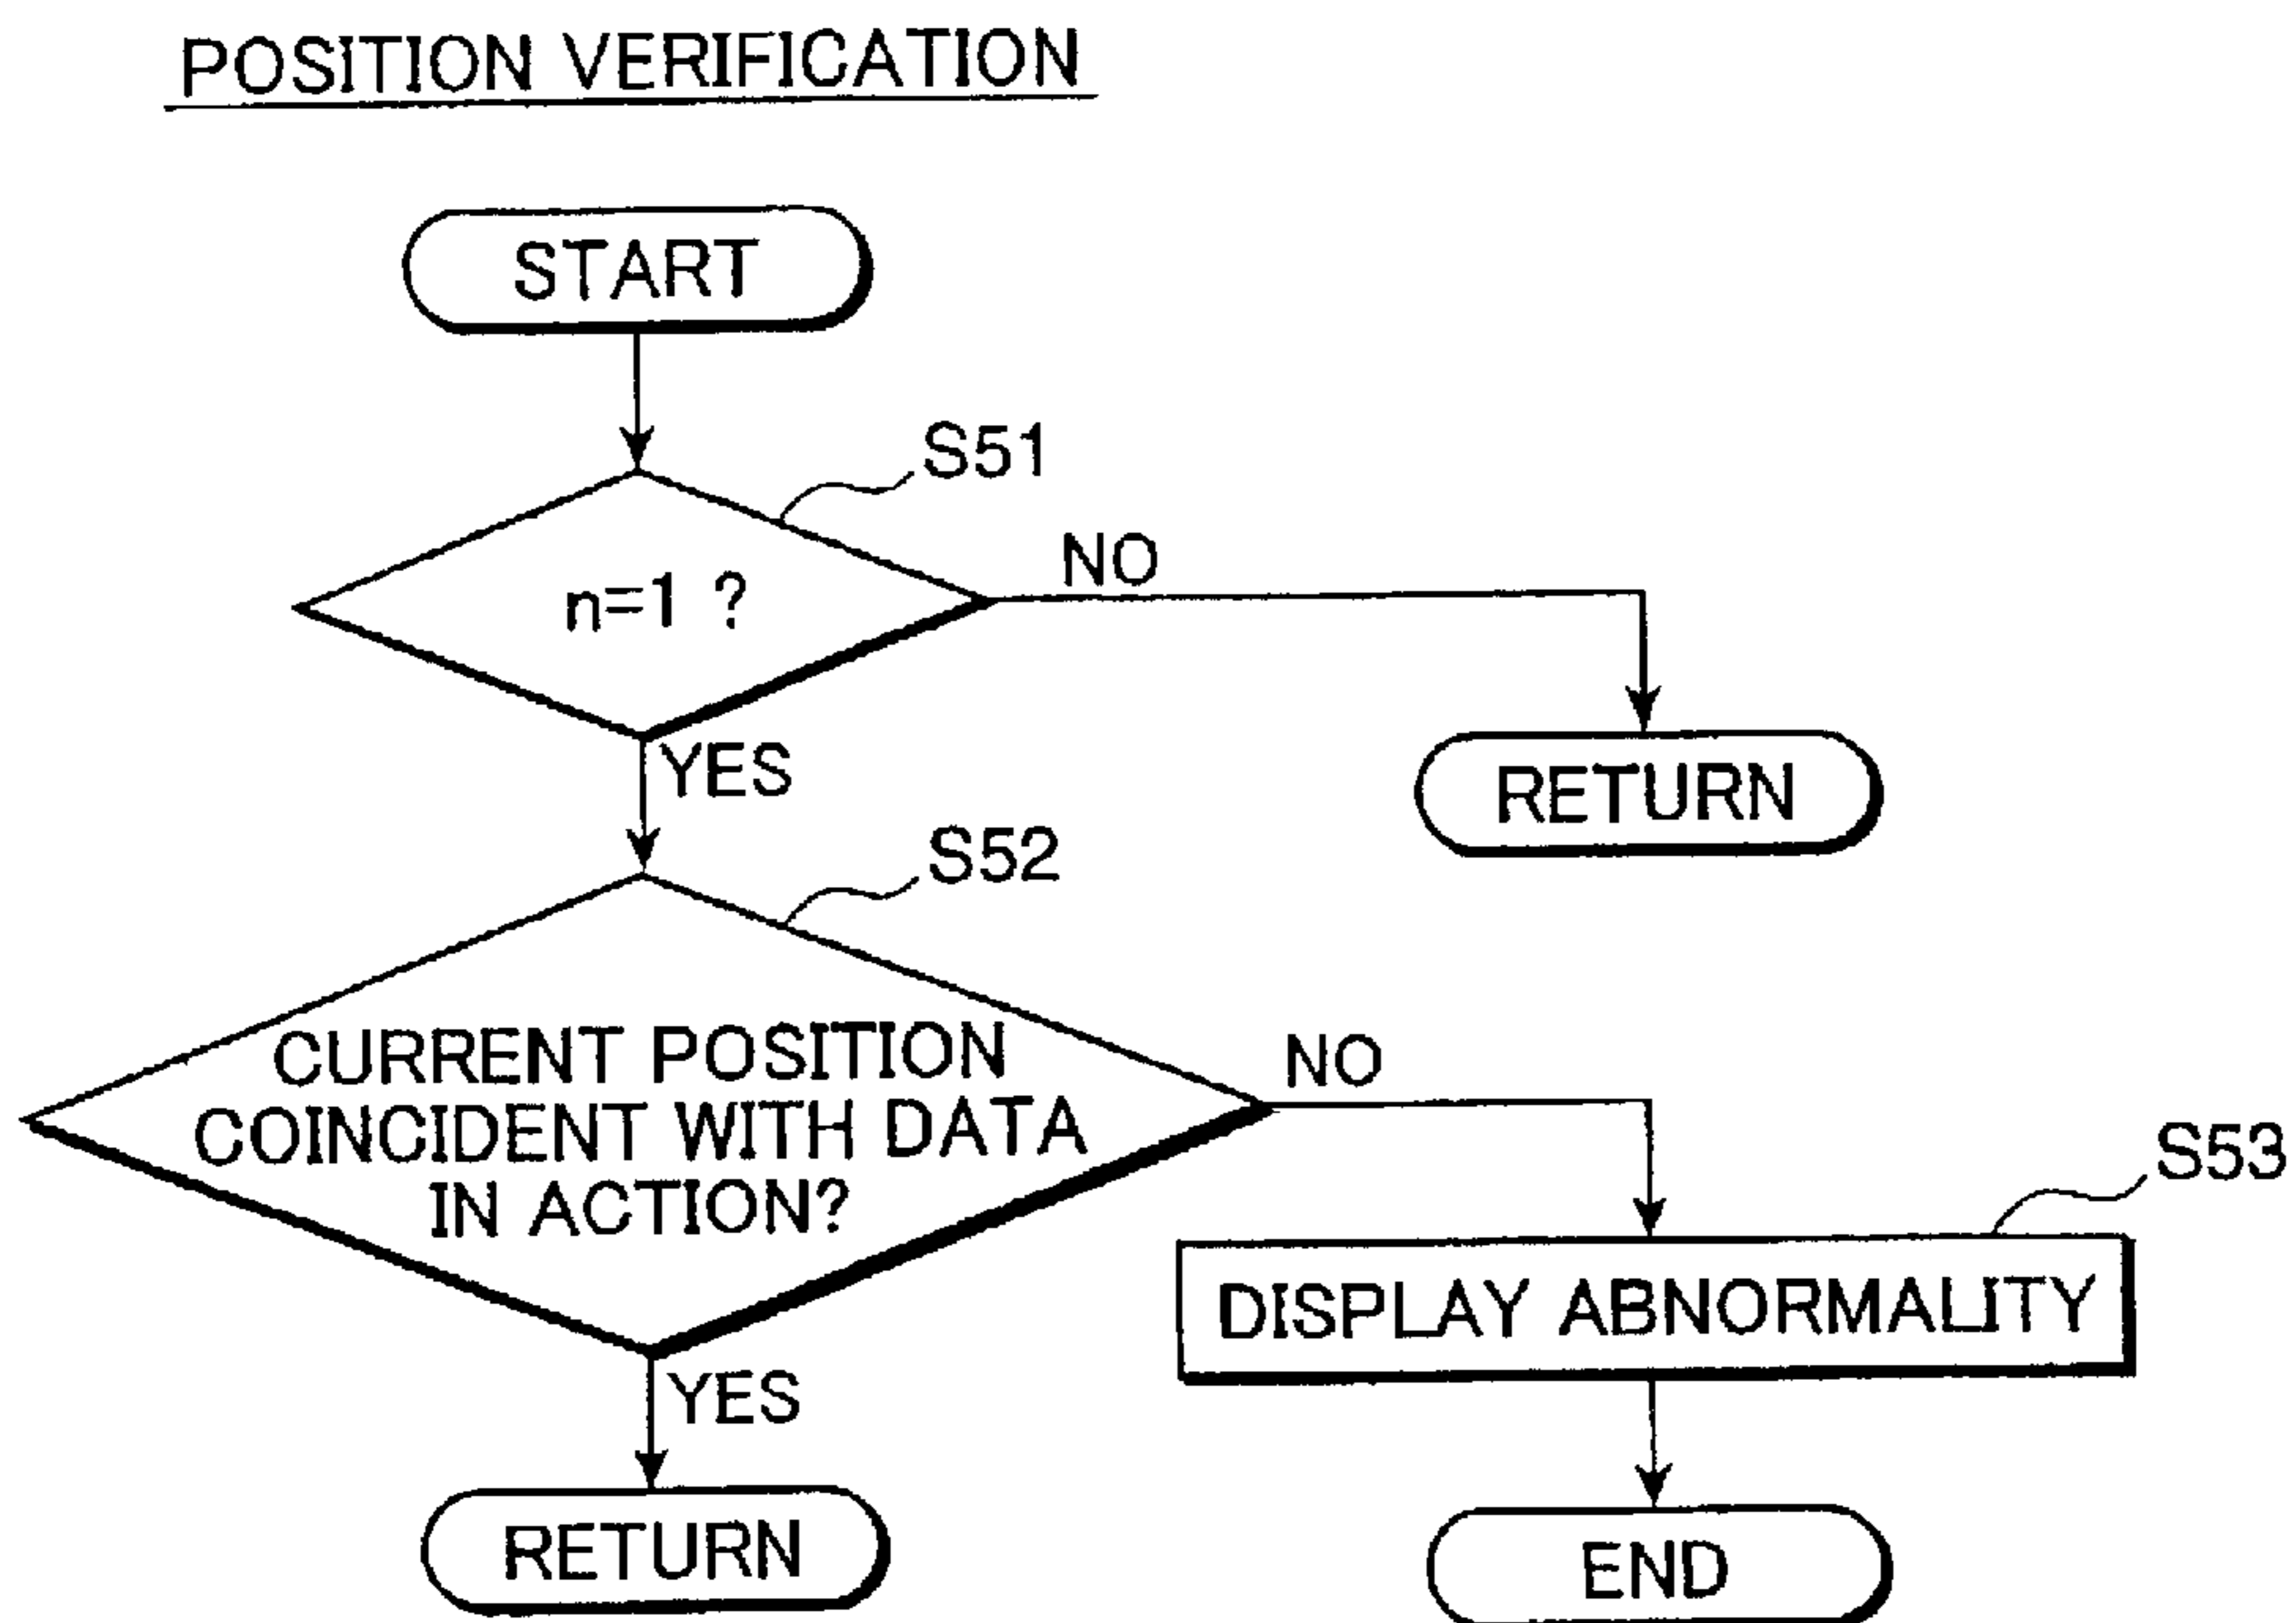 POSITION VERIFICATION
START
S51
n=1 ?
NO
YES
RETURN
S52
CURRENT POSITION
COINCIDENT WITH DATA
IN ACTION?
NO
S53
DISPLAY ABNORMALITY
YES
RETURN
END